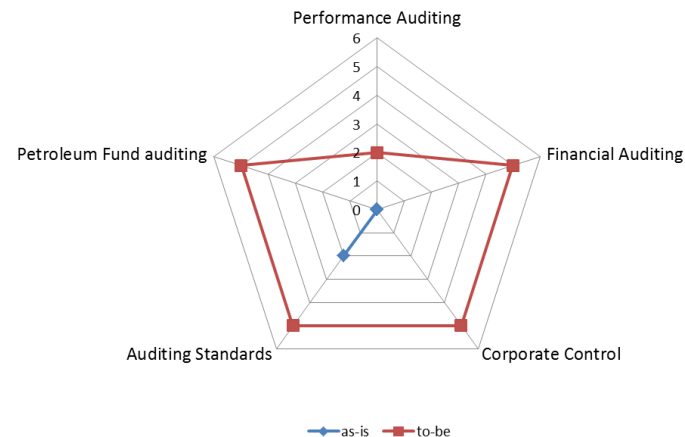 Performance Auditing
6
5
4
3
2
1
0
Petroleum Fund auditing
Financial Auditing
Auditing Standards
Corporate Control
as-is
to-be